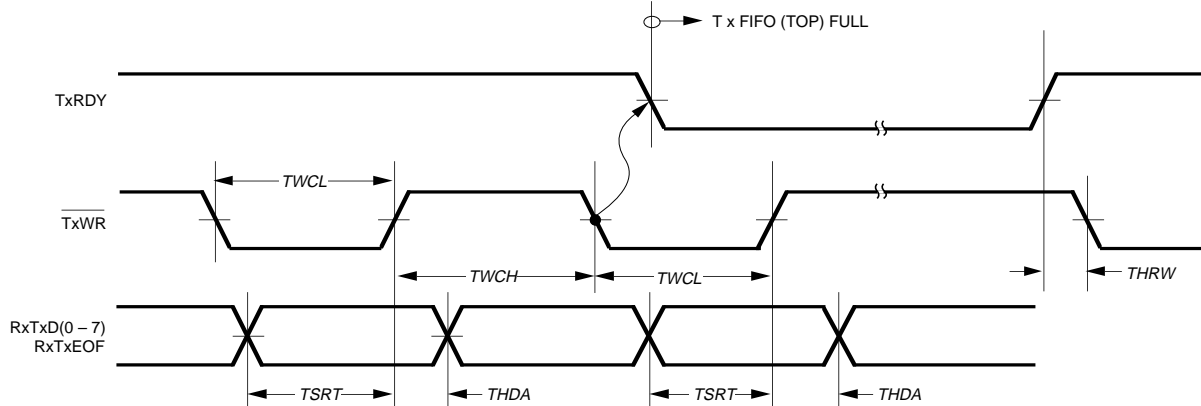 T x FIFO (TOP) FULL
TxRDY
TWCL
TxWR
TWCH
TWCL
THRW
RxTxD(0 – 7)
RxTxEOF
TSRT
THDA
TSRT
THDA